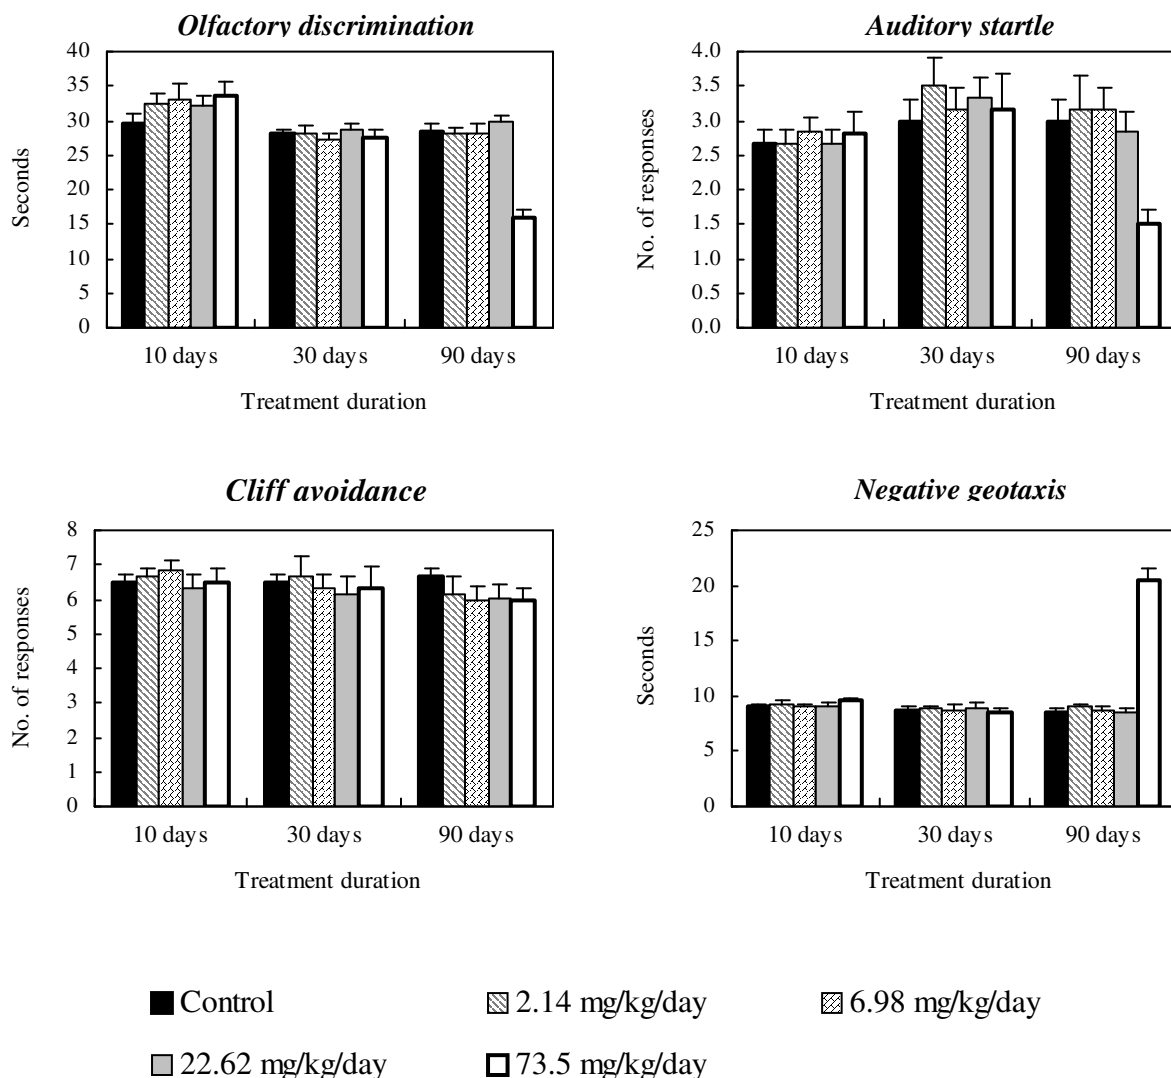 Olfactory discrimination
40
35
30
25
20
15
10
5
0
Seconds
10 days 30 days 90 days
Treatment duration
Auditory startle
4.0
3.5
3.0
2.5
2.0
1.5
1.0
0.5
0.0
No. of responses
10 days 30 days 90 days
Treatment duration
Cliff avoidance
8
7
6
5
4
3
2
1
0
No. of responses
10 days 30 days 90 days
Treatment duration
Negative geotaxis
25
20
15
10
5
0
Seconds
10 days 30 days 90 days
Treatment duration
Control 2.14 mg/kg/day 6.98 mg/kg/day
22.62 mg/kg/day 73.5 mg/kg/day